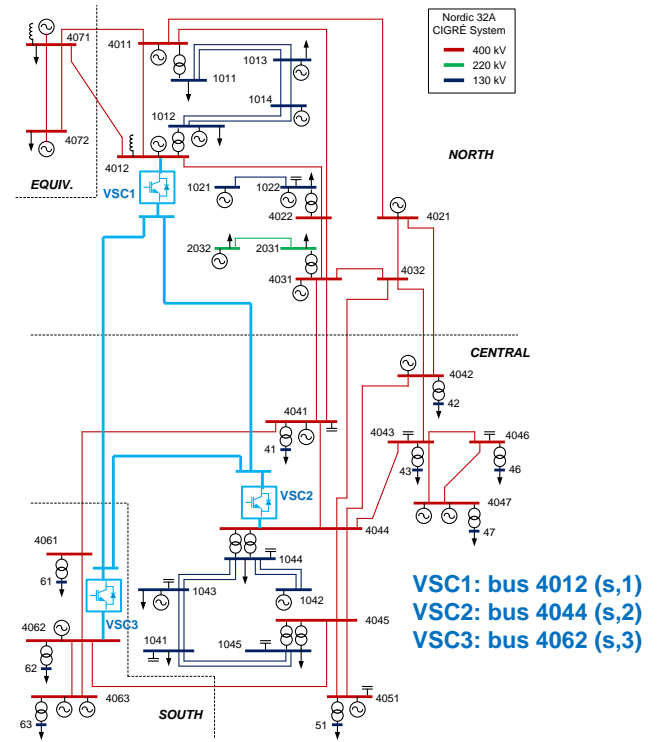 Nordic 32A
CIGRÉ System
400 kV
220 kV
130 kV
4071
4011
1013
1011
1014
4072
1012
4012
NORTH
EQUIV.
VSC1
1021
1022
4021
4022
2032
2031
4032
4031
CENTRAL
4042
42
4041
4043
4046
41
43
46
VSC2
4047
4044
47
4061
1044
61
1043
1042
VSC1: bus 4012 (s,1)
VSC2: bus 4044 (s,2)
VSC3: bus 4062 (s,3)
4062
VSC3
1041
1045
4045
62
4063
4051
SOUTH
63
51